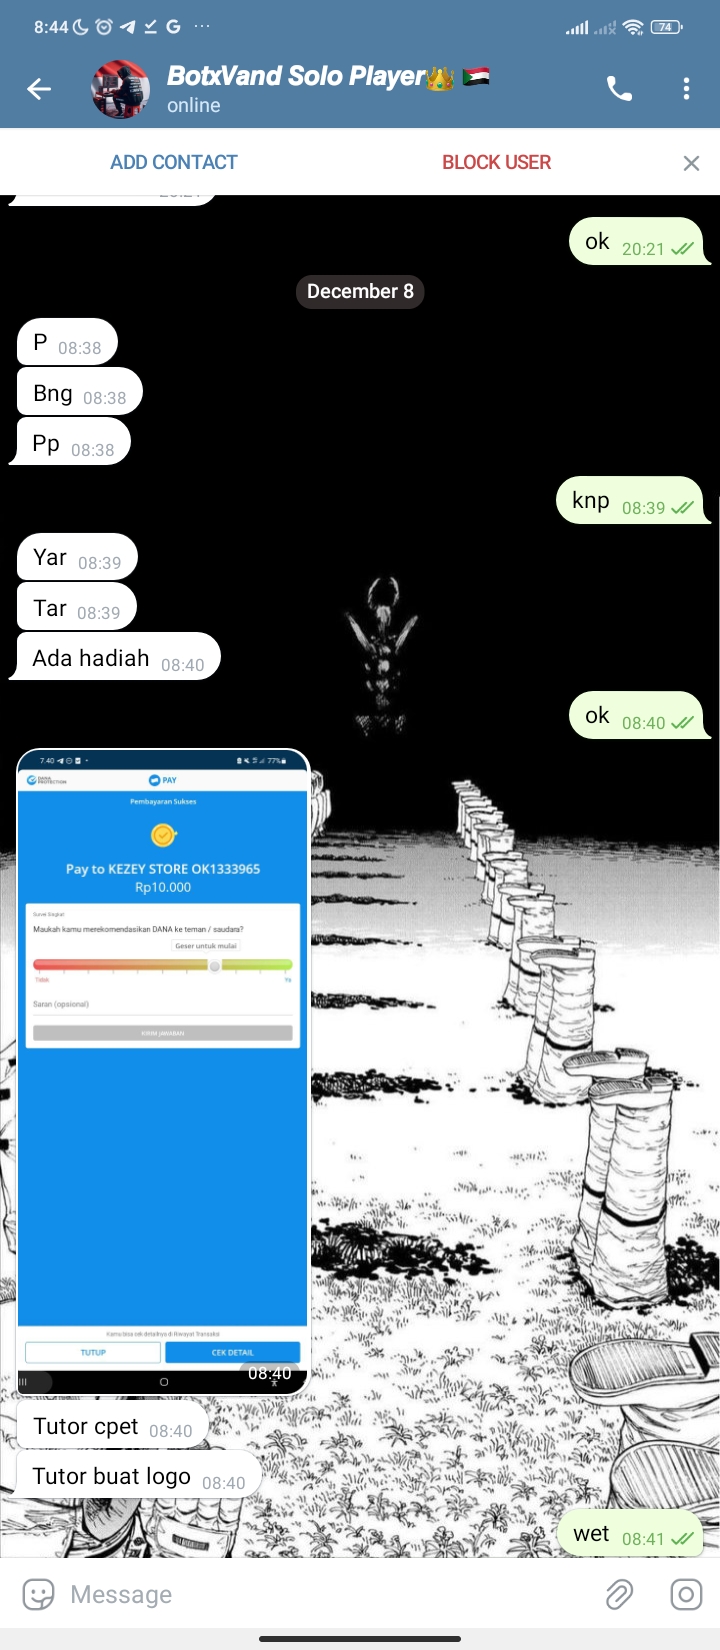 8:44
74
BotxVand Solo Player
online
ADD CONTACT
BLOCK USER
ok 20:21
December 8
P 08:38
Bng 08:38
Pp 08:38
knp 08:39
Yar 08:39
Tar 08:39
Ada hadiah 08:40
ok 08:40
7.40
77%
DANA
PROTECTION
PAY
Pembayaran Sukses
Pay to KEZEY STORE OK1333965
Rp10.000
Survei Singkat
Maukah kamu merekomendasikan DANA ke teman / saudara?
Geser untuk mulai
Tidak
Ya
Saran (opsional)
KIRIM JAWABAN
Kamu bisa cek detailnya di Riwayat Transaksi
TUTUP
CEK DETAIL
08:40
Tutor cpet 08:40
Tutor buat logo 08:40
wet 08:41
Message